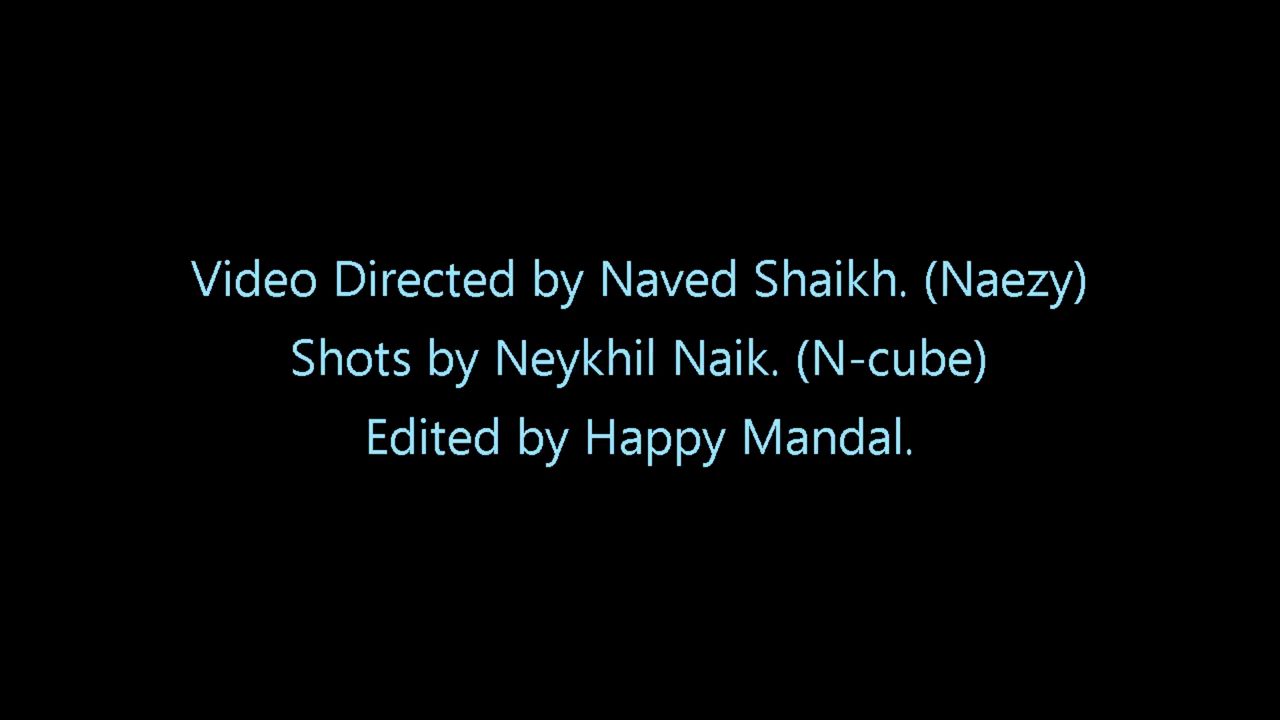 Video Directed by Naved Shaikh. (Naezy)
Shots by Neykhil Naik. (N-cube)
Edited by Happy Mandal.